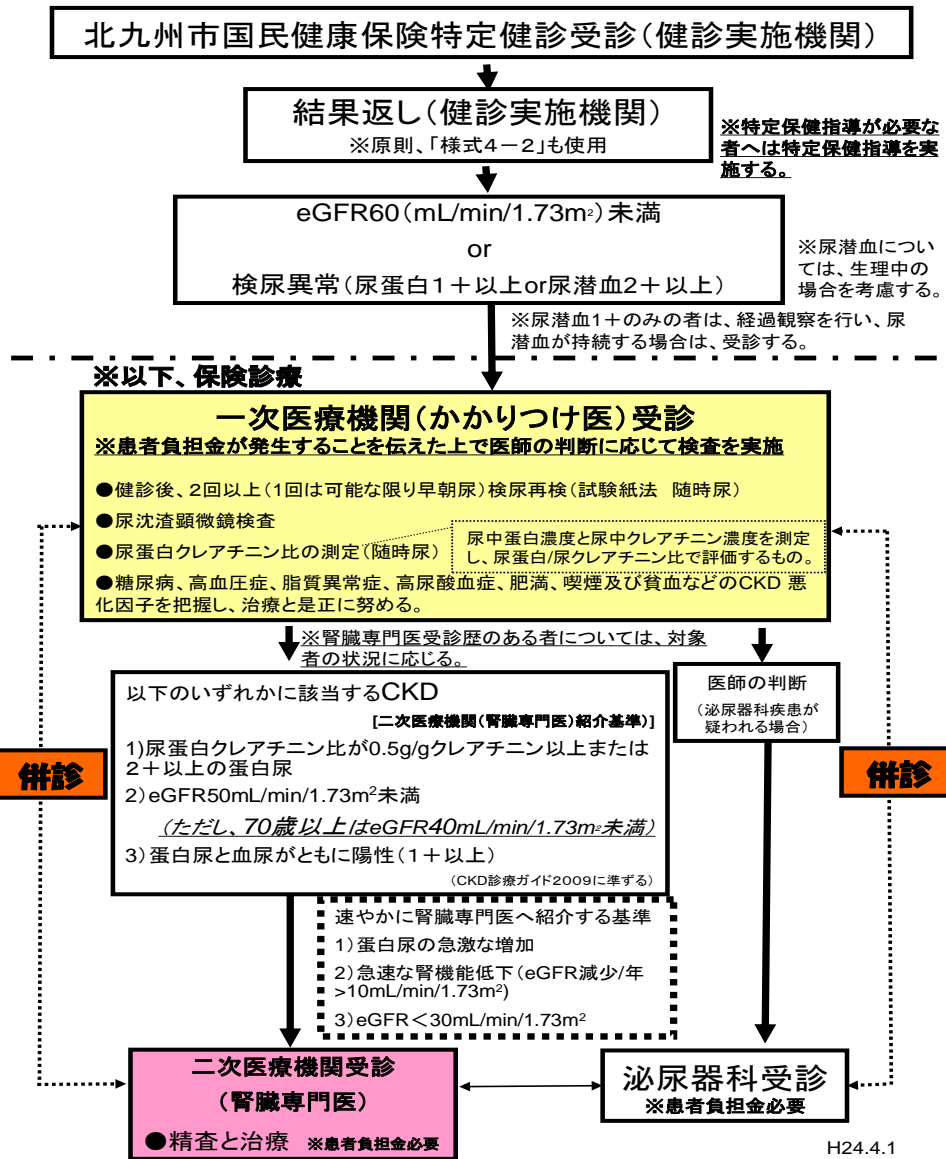 北九州市国民健康保険特定健診受診(健診実施機関)
結果返し(健診実施機関)
※原則、「様式4-2」も使用
※特定保健指導が必要な
者へは特定保健指導を実
施する。
eGFR60(mL/min/1.73m²)未満
or
検尿異常(尿蛋白1+以上or尿潜血2+以上)
※尿潜血につい
ては、生理中の
場合を考慮する。
※尿潜血1+のみの者は、経過観察を行い、尿
潜血が持続する場合は、受診する。
※以下、保険診療
一次医療機関(かかりつけ医)受診
※患者負担金が発生することを伝えた上で医師の判断に応じて検査を実施
●健診後、2回以上(1回は可能な限り早朝尿)検尿再検(試験紙法 随時尿)
●尿沈渣顕微鏡検査
●尿蛋白クレアチニン比の測定(随時尿)
尿中蛋白濃度と尿中クレアチニン濃度を測定
し、尿蛋白/尿クレアチニン比で評価するもの。
●糖尿病、高血圧症、脂質異常症、高尿酸血症、肥満、喫煙及び貧血などのCKD 悪
化因子を把握し、治療と是正に努める。
※腎臓専門医受診歴のある者については、対象
者の状況に応じる。
以下のいずれかに該当するCKD
[二次医療機関(腎臓専門医)紹介基準)]
1)尿蛋白クレアチニン比が0.5g/gクレアチニン以上または
2+以上の蛋白尿
2)eGFR50mL/min/1.73m²未満
(ただし、70歳以上はeGFR40mL/min/1.73m²未満)
3)蛋白尿と血尿がともに陽性(1+以上)
(CKD診療ガイド2009に準ずる)
医師の判断
(泌尿器科疾患が
疑われる場合)
併診
併診
速やかに腎臓専門医へ紹介する基準
1)蛋白尿の急激な増加
2)急速な腎機能低下(eGFR減少/年
>10mL/min/1.73m²)
3)eGFR<30mL/min/1.73m²
二次医療機関受診
(腎臓専門医)
●精査と治療 ※患者負担金必要
泌尿器科受診
※患者負担金必要
H24.4.1